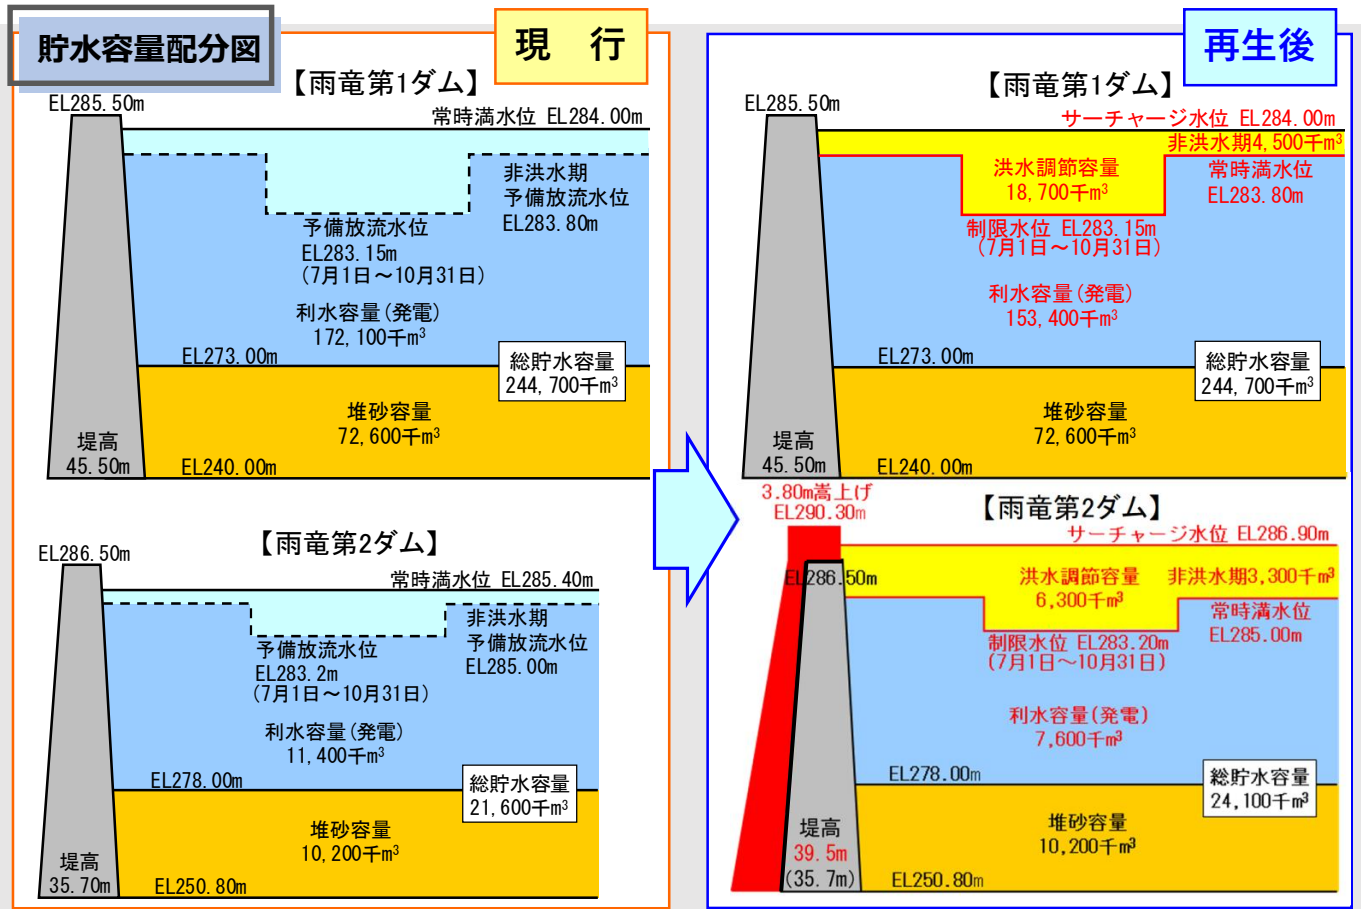 貯水容量配分図
現　行
【雨竜第1ダム】
EL285.50m
常時満水位 EL284.00m
非洪水期
予備放流水位
EL283.80m
予備放流水位
EL283.15m
(7月1日～10月31日)
利水容量(発電)
172,100千m³
EL273.00m
総貯水容量
244,700千m³
堆砂容量
72,600千m³
堤高
45.50m
EL240.00m
【雨竜第2ダム】
EL286.50m
常時満水位 EL285.40m
非洪水期
予備放流水位
EL285.00m
予備放流水位
EL283.2m
(7月1日～10月31日)
利水容量(発電)
11,400千m³
EL278.00m
総貯水容量
21,600千m³
堆砂容量
10,200千m³
堤高
35.70m
EL250.80m
再生後
【雨竜第1ダム】
EL285.50m
サーチャージ水位 EL284.00m
非洪水期4,500千m³
洪水調節容量
18,700千m³
常時満水位
EL283.80m
制限水位 EL283.15m
(7月1日～10月31日)
利水容量(発電)
153,400千m³
EL273.00m
総貯水容量
244,700千m³
堆砂容量
72,600千m³
堤高
45.50m
EL240.00m
3.80m嵩上げ
EL290.30m
【雨竜第2ダム】
サーチャージ水位 EL286.90m
EL286.50m
洪水調節容量
6,300千m³
非洪水期3,300千m³
常時満水位
EL285.00m
制限水位 EL283.20m
(7月1日～10月31日)
利水容量(発電)
7,600千m³
EL278.00m
総貯水容量
24,100千m³
堆砂容量
10,200千m³
堤高
39.5m
(35.7m)
EL250.80m